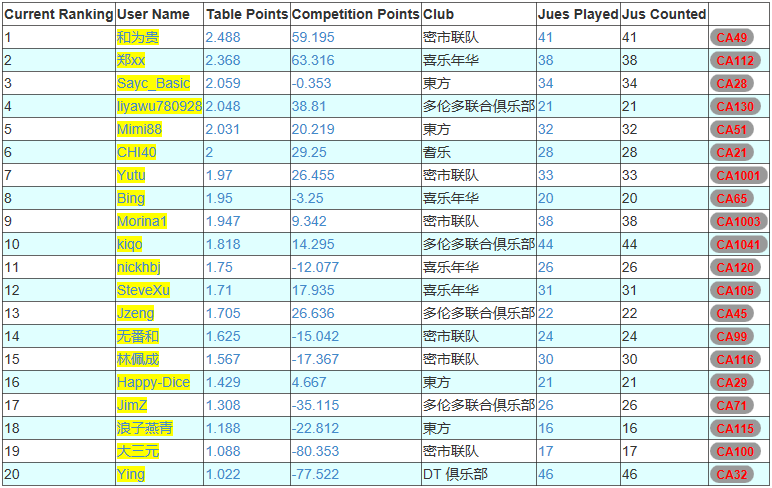 Current Ranking User Name Table Points Competition Points Club Jues Played Jus Counted
1 和为贵 2.488 59.195 密市联队 41 41 CA49
2 郑xx 2.368 63.316 喜乐年华 38 38 CA112
3 Sayc_Basic 2.059 -0.353 東方 34 34 CA28
4 liyawu780928 2.048 38.81 多伦多联合俱乐部 21 21 CA130
5 Mimi88 2.031 20.219 東方 32 32 CA51
6 CHI40 2 29.25 耆乐 28 28 CA21
7 Yutu 1.97 26.455 密市联队 33 33 CA1001
8 Bing 1.95 -3.25 喜乐年华 20 20 CA65
9 Morina1 1.947 9.342 密市联队 38 38 CA1003
10 kiqo 1.818 14.295 多伦多联合俱乐部 44 44 CA1041
11 nickhbj 1.75 -12.077 喜乐年华 26 26 CA120
12 SteveXu 1.71 17.935 喜乐年华 31 31 CA105
13 Jzeng 1.705 26.636 多伦多联合俱乐部 22 22 CA45
14 无番和 1.625 -15.042 密市联队 24 24 CA99
15 林佩成 1.567 -17.367 密市联队 30 30 CA116
16 Happy-Dice 1.429 4.667 東方 21 21 CA29
17 JimZ 1.308 -35.115 多伦多联合俱乐部 26 26 CA71
18 浪子燕青 1.188 -22.812 東方 16 16 CA115
19 大三元 1.088 -80.353 密市联队 17 17 CA100
20 Ying 1.022 -77.522 DT 俱乐部 46 46 CA32